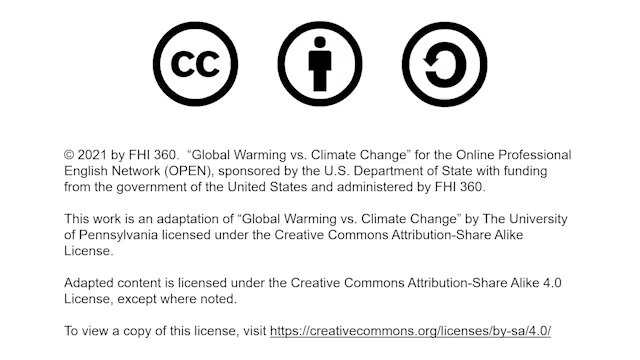 cc
© 2021 by FHI 360.  “Global Warming vs. Climate Change” for the Online Professional
English Network (OPEN), sponsored by the U.S. Department of State with funding
from the government of the United States and administered by FHI 360.
This work is an adaptation of “Global Warming vs. Climate Change” by The University
of Pennsylvania licensed under the Creative Commons Attribution-Share Alike
License.
Adapted content is licensed under the Creative Commons Attribution-Share Alike 4.0
License, except where noted.
To view a copy of this license, visit https://creativecommons.org/licenses/by-sa/4.0/